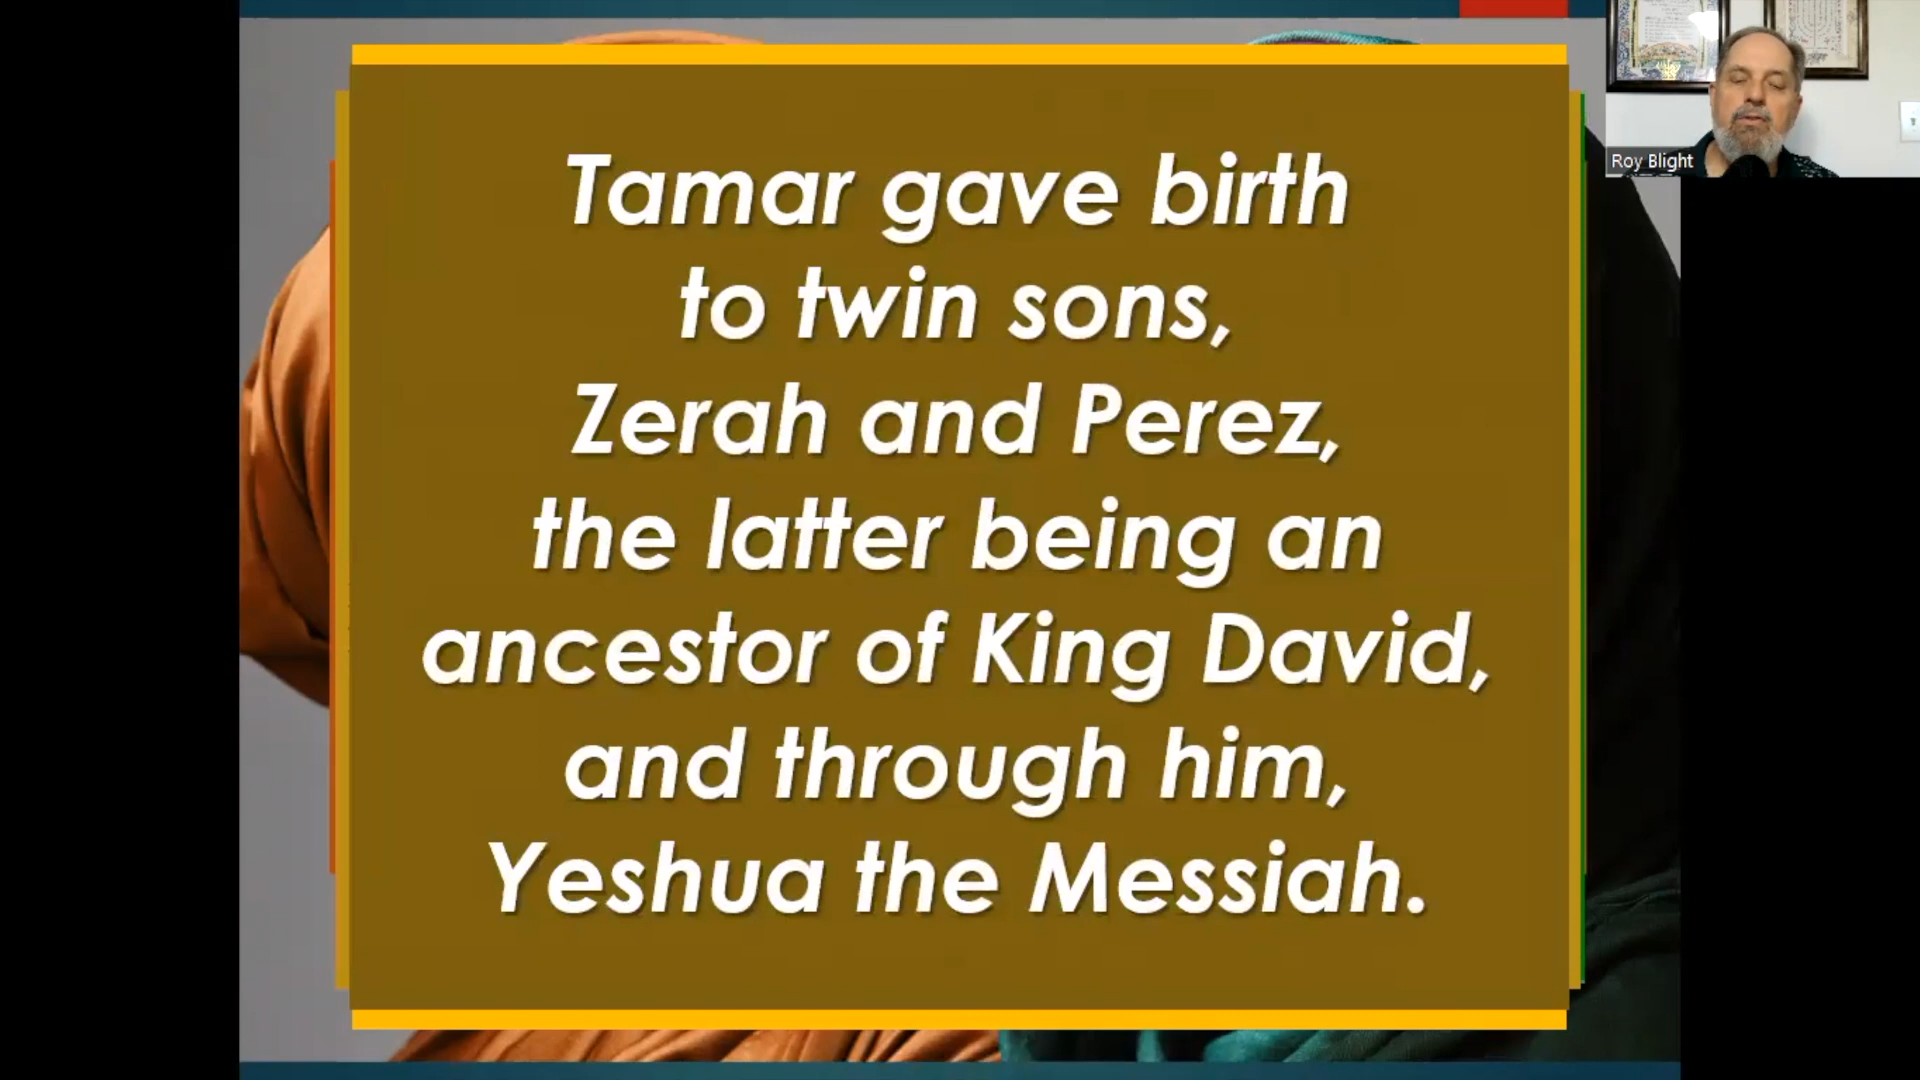 Tamar gave birth
to twin sons,
Zerah and Perez,
the latter being an
ancestor of King David,
and through him,
Yeshua the Messiah.
Roy Blight